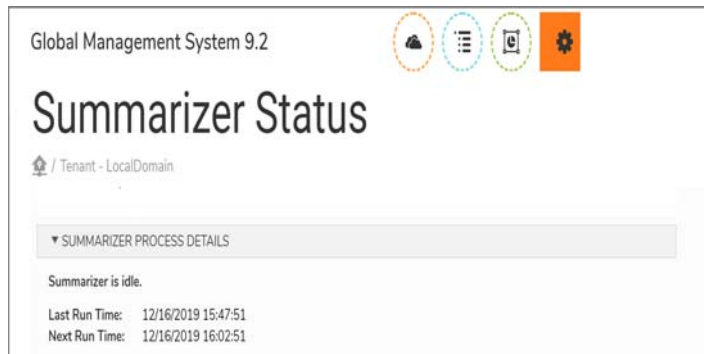 Global Management System 9.2
Summarizer Status
/ Tenant - LocalDomain
▼ SUMMARIZER PROCESS DETAILS
Summarizer is idle.
Last Run Time: 12/16/2019 15:47:51
Next Run Time: 12/16/2019 16:02:51